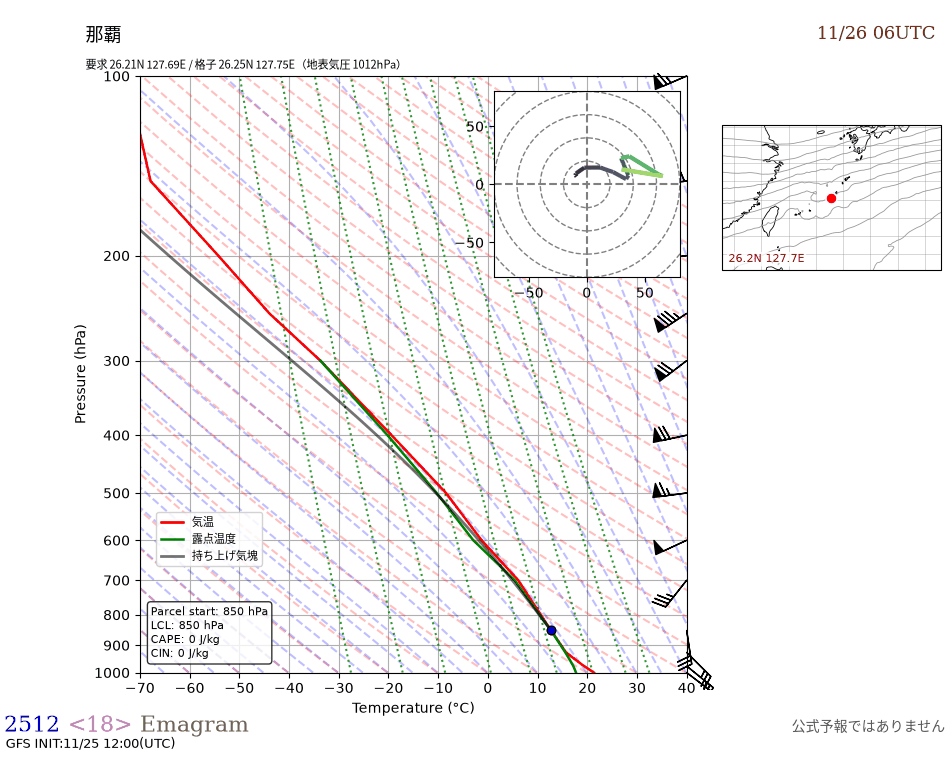 那覇
11/26 06UTC
要求 26.21N 127.69E / 格子 26.25N 127.75E（地表気圧 1012hPa）
100
200
300
400
500
600
700
800
900
1000
Pressure (hPa)
50
0
−50
−50 0 50
26.2N 127.7E
気温
露点温度
持ち上げ気塊
Parcel start: 850 hPa
LCL: 850 hPa
CAPE: 0 J/kg
CIN: 0 J/kg
−70 −60 −50 −40 −30 −20 −10 0 10 20 30 40
Temperature (°C)
2512 <18> Emagram
公式予報ではありません
GFS INIT:11/25 12:00(UTC)